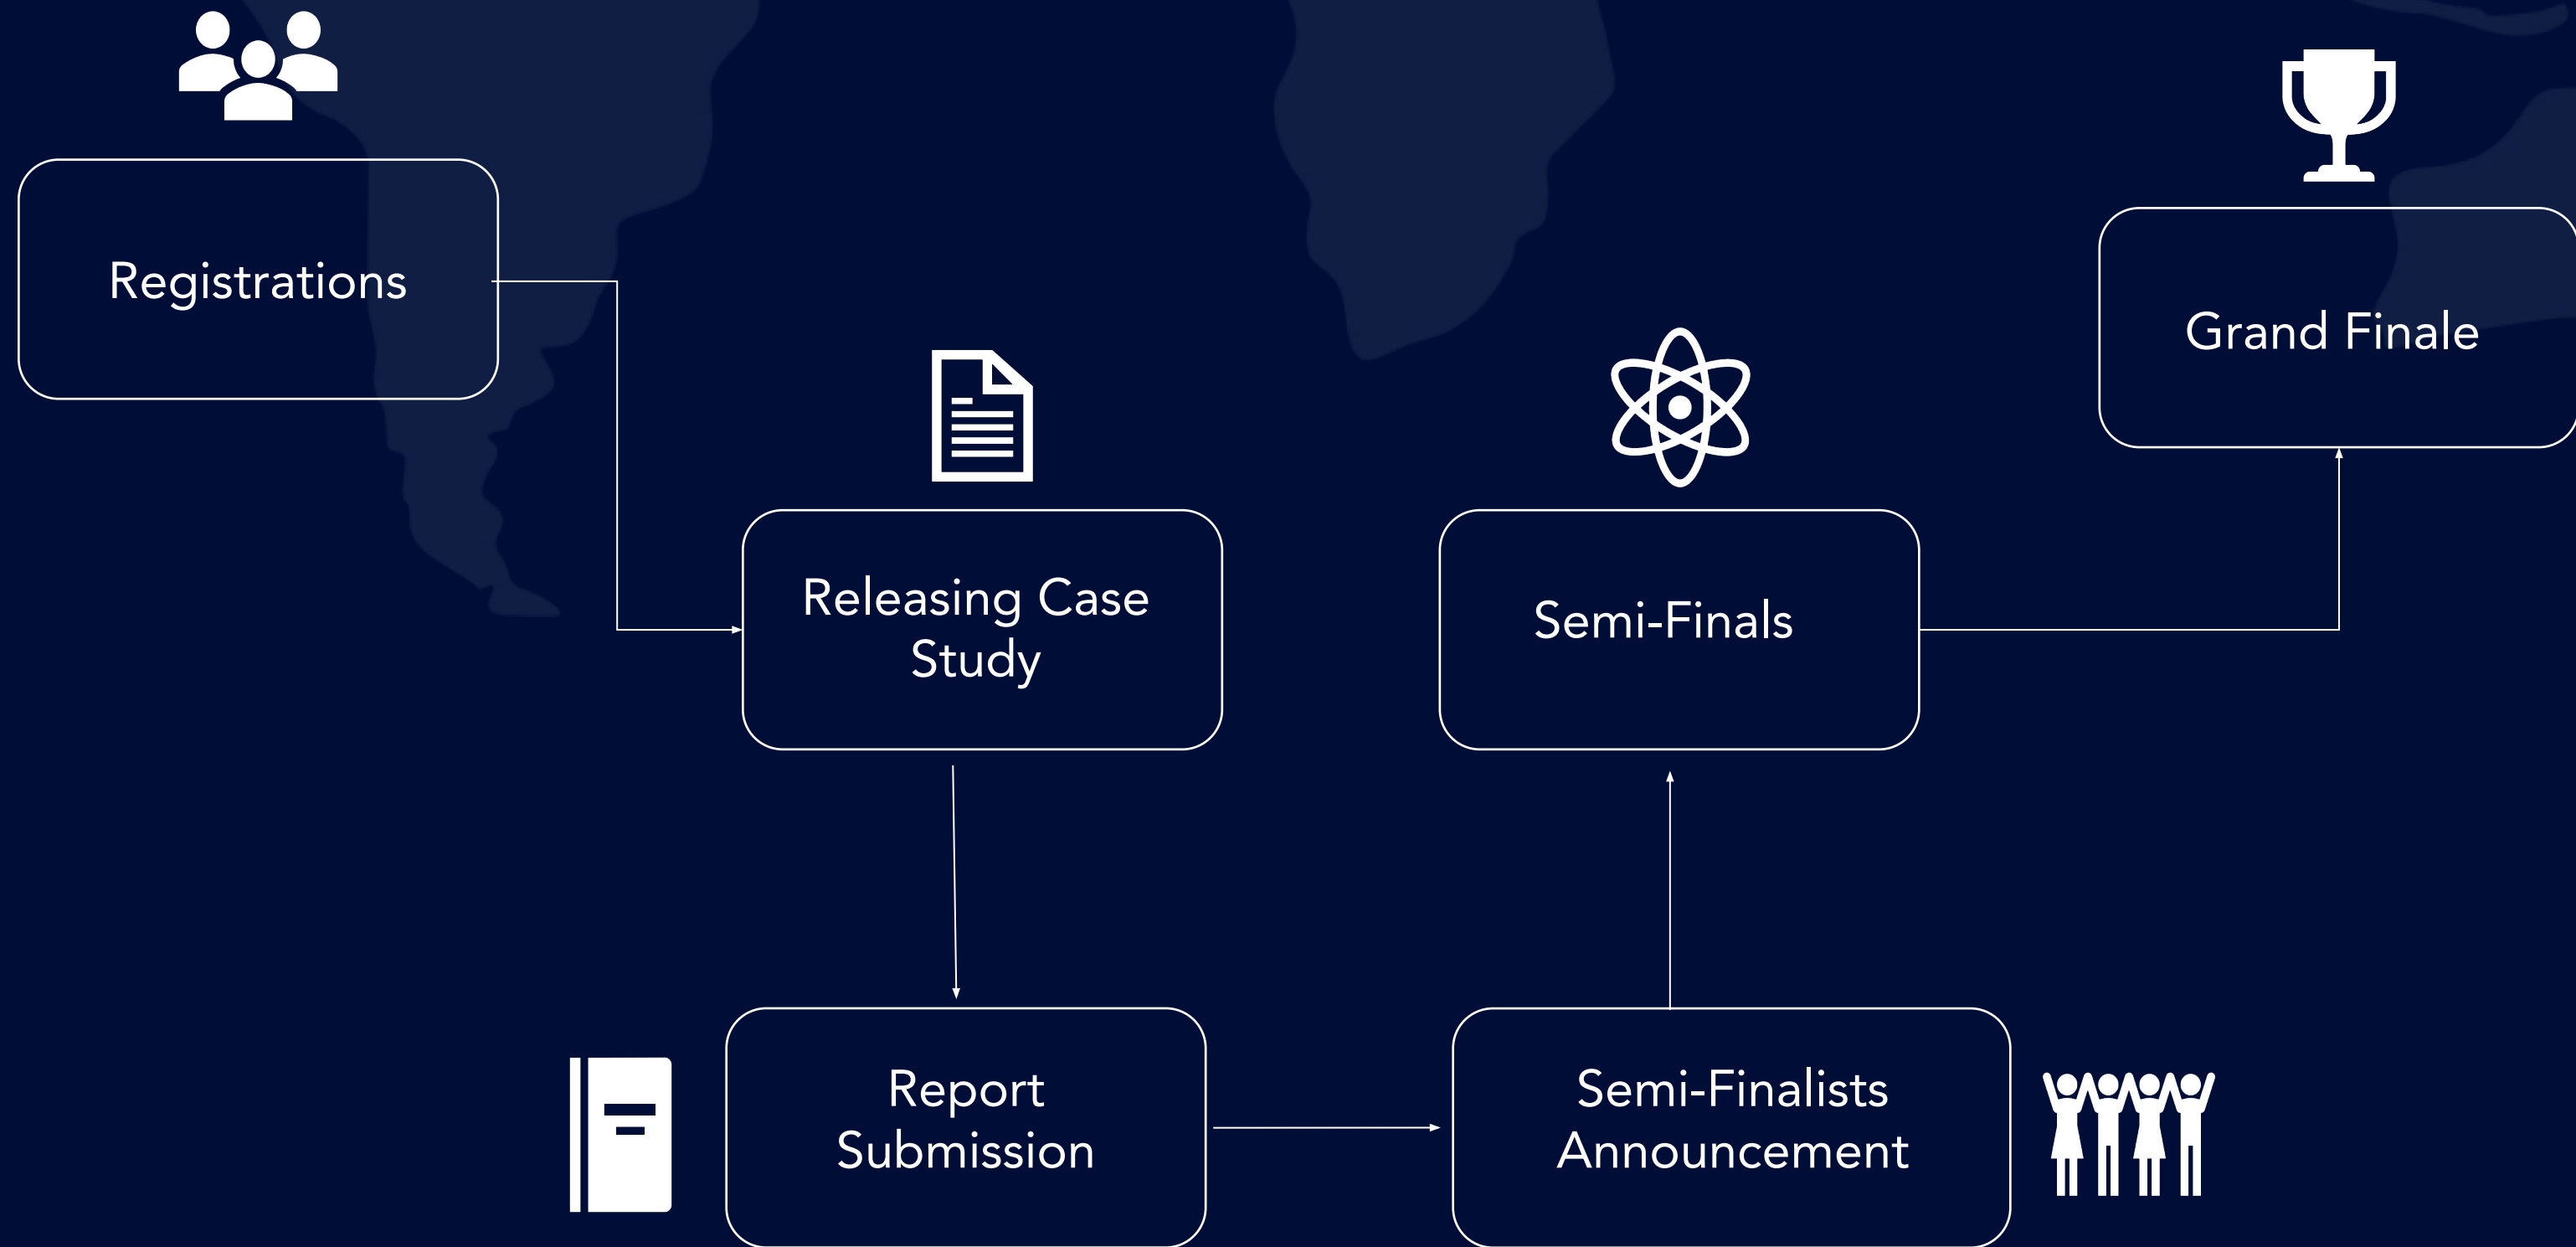 Registrations
Releasing Case
Study
Report
Submission
Semi-Finalists
Announcement
Semi-Finals
Grand Finale